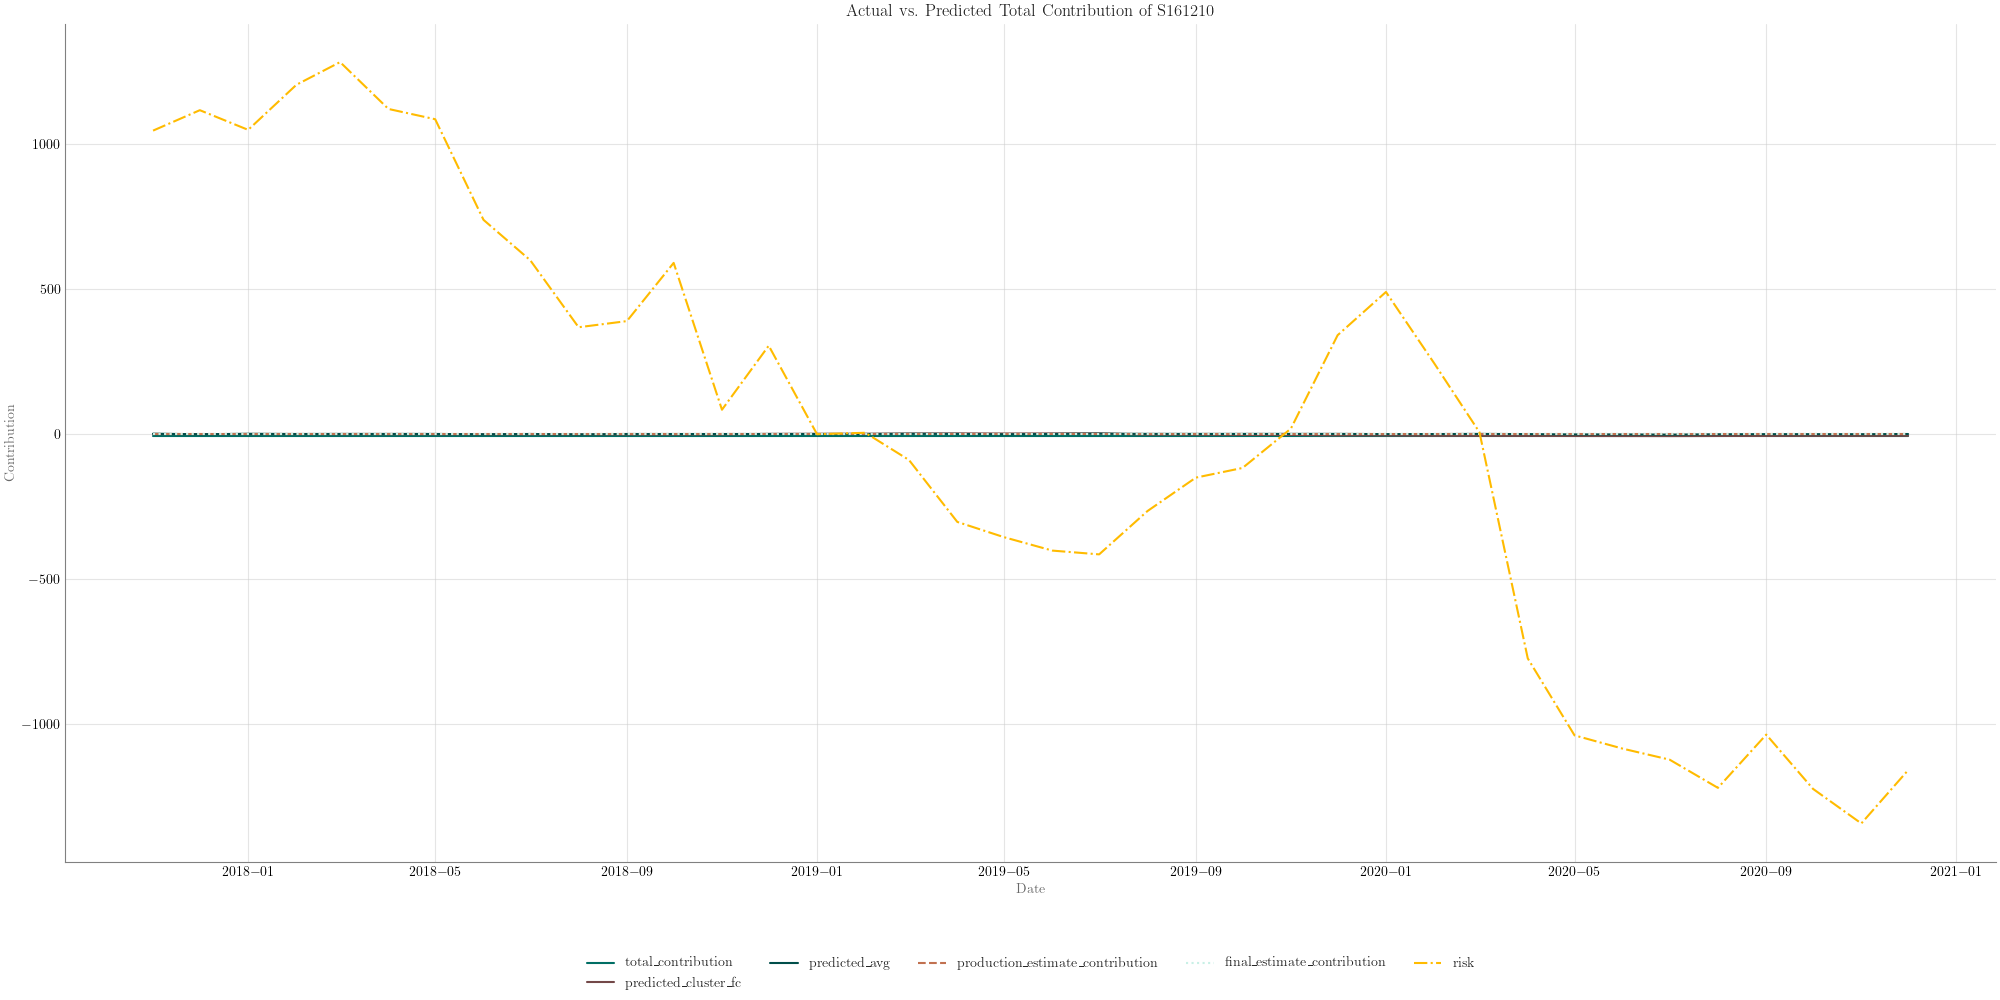 Actual vs. Predicted Total Contribution of S161210
1000
500
0
−500
−1000
Contribution
2018−01 2018−05 2018−09 2019−01 2019−05 2019−09 2020−01 2020−05 2020−09 2021−01
Date
total_contribution predicted_avg production_estimate_contribution final_estimate_contribution risk
predicted_cluster_fc